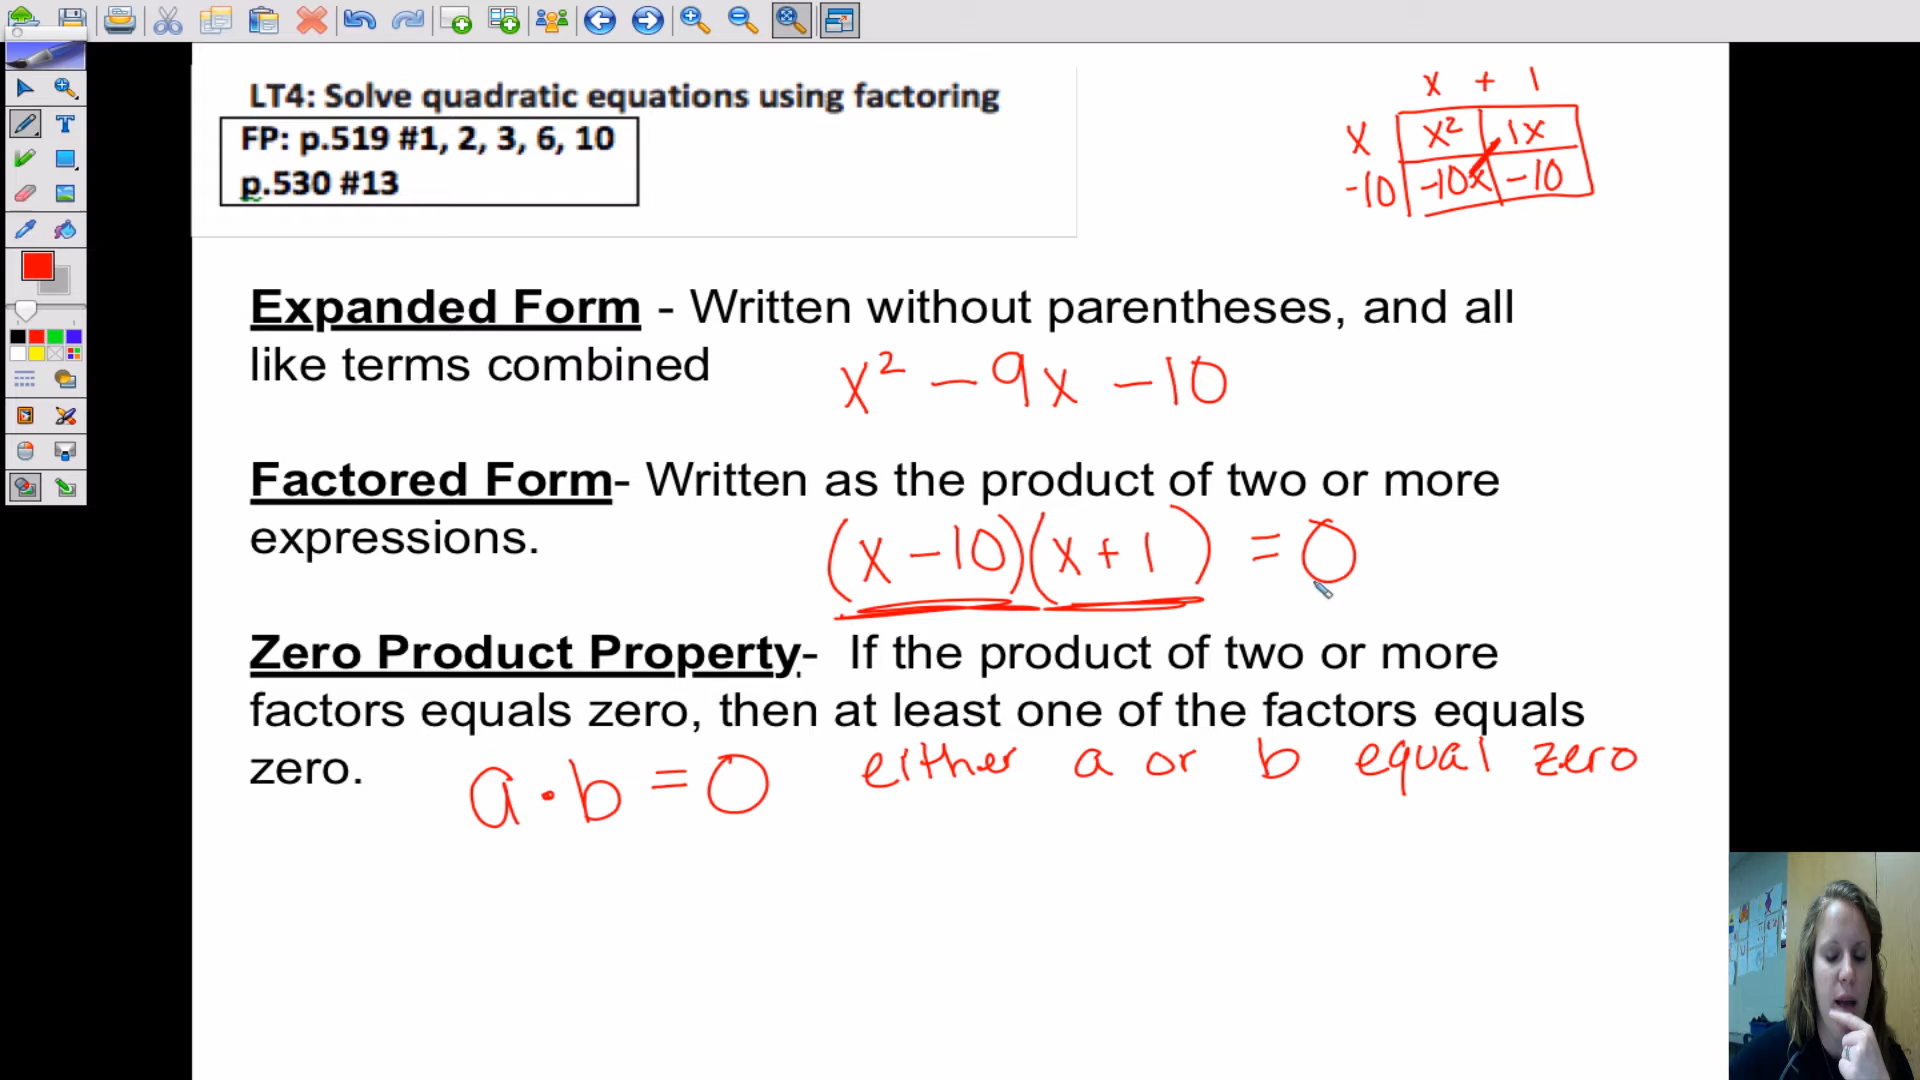 LT4: Solve quadratic equations using factoring
FP: p.519 #1, 2, 3, 6, 10
p.530 #13
x + 1
x x² 1x
-10 -10x -10
Expanded Form - Written without parentheses, and all
like terms combined
x² - 9x - 10
Factored Form- Written as the product of two or more
expressions.
(x - 10)(x + 1) = 0
Zero Product Property- If the product of two or more
factors equals zero, then at least one of the factors equals
zero.
a · b = 0 either a or b equal zero